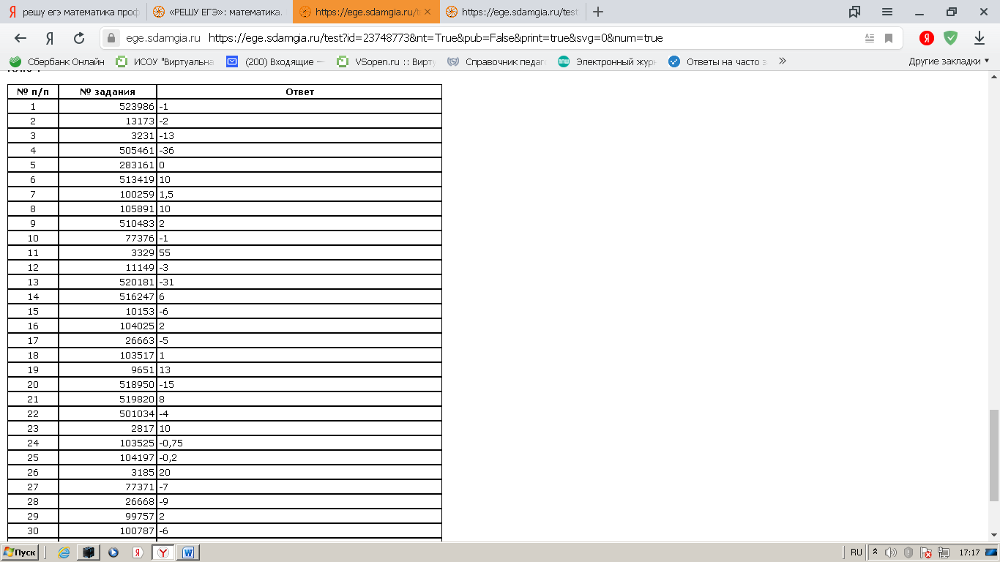 решу егэ математика проф
«РЕШУ ЕГЭ»: математика.
https://ege.sdamgia.ru/t
https://ege.sdamgia.ru/test
ege.sdamgia.ru https://ege.sdamgia.ru/test?id=23748773&nt=True&pub=False&print=true&svg=0&num=true
Сбербанк Онлайн
ИСОУ "Виртуальна
(200) Входящие —
VSopen.ru :: Вирту
Справочник педаг
Электронный журн
Ответы на часто з
Другие закладки
№ п/п № задания Ответ
1 523986 -1
2 13173 -2
3 3231 -13
4 505461 -36
5 283161 0
6 513419 10
7 100259 1,5
8 105891 10
9 510483 2
10 77376 -1
11 3329 55
12 11149 -3
13 520181 -31
14 516247 6
15 10153 -6
16 104025 2
17 26663 -5
18 103517 1
19 9651 13
20 518950 -15
21 519820 8
22 501034 -4
23 2817 10
24 103525 -0,75
25 104197 -0,2
26 3185 20
27 77371 -7
28 26668 -9
29 99757 2
30 100787 -6
Пуск
RU
17:17